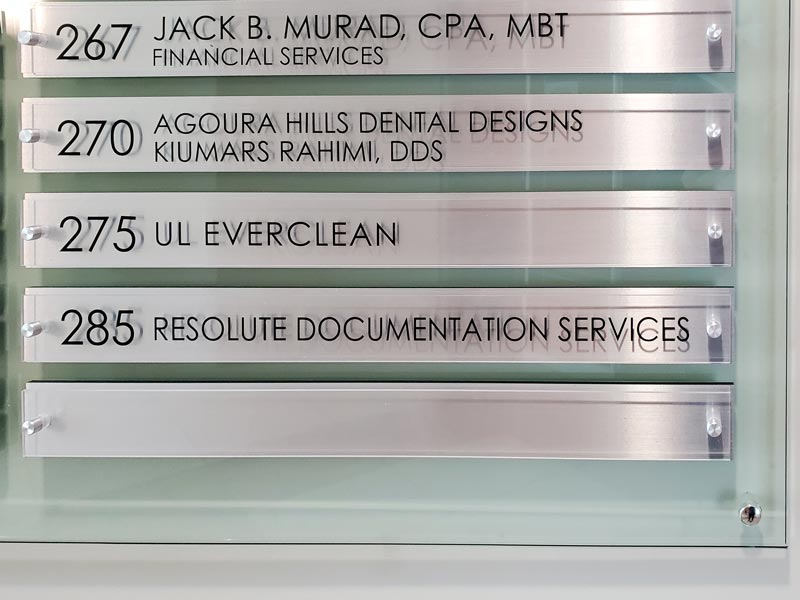 267 JACK B. MURAD, CPA, MBT
FINANCIAL SERVICES
270 AGOURA HILLS DENTAL DESIGNS
KIUMARS RAHIMI, DDS
275 UL EVERCLEAN
285 RESOLUTE DOCUMENTATION SERVICES